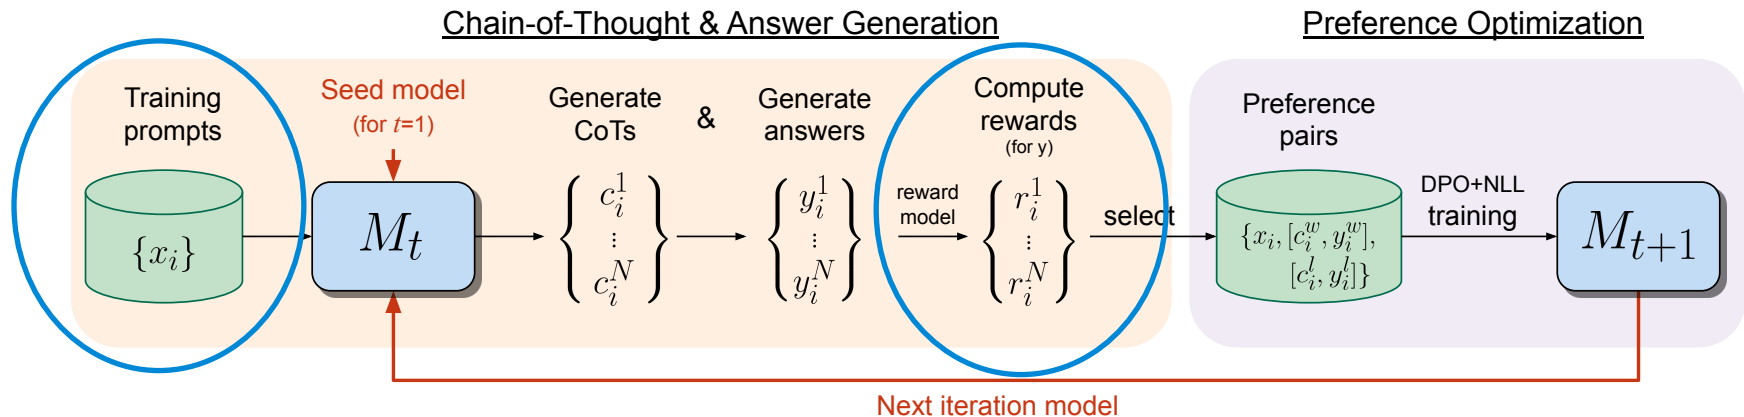 Chain-of-Thought & Answer Generation
Preference Optimization
Training
prompts
{x_i}
Seed model
(for t=1)
M_t
Generate
CoTs
&
Generate
answers
c_i^1
⋮
c_i^N
y_i^1
⋮
y_i^N
reward
model
Compute
rewards
(for y)
r_i^1
⋮
r_i^N
select
Preference
pairs
{x_i, [c_i^w, y_i^w],
[c_i^l, y_i^l]}
DPO+NLL
training
M_{t+1}
Next iteration model